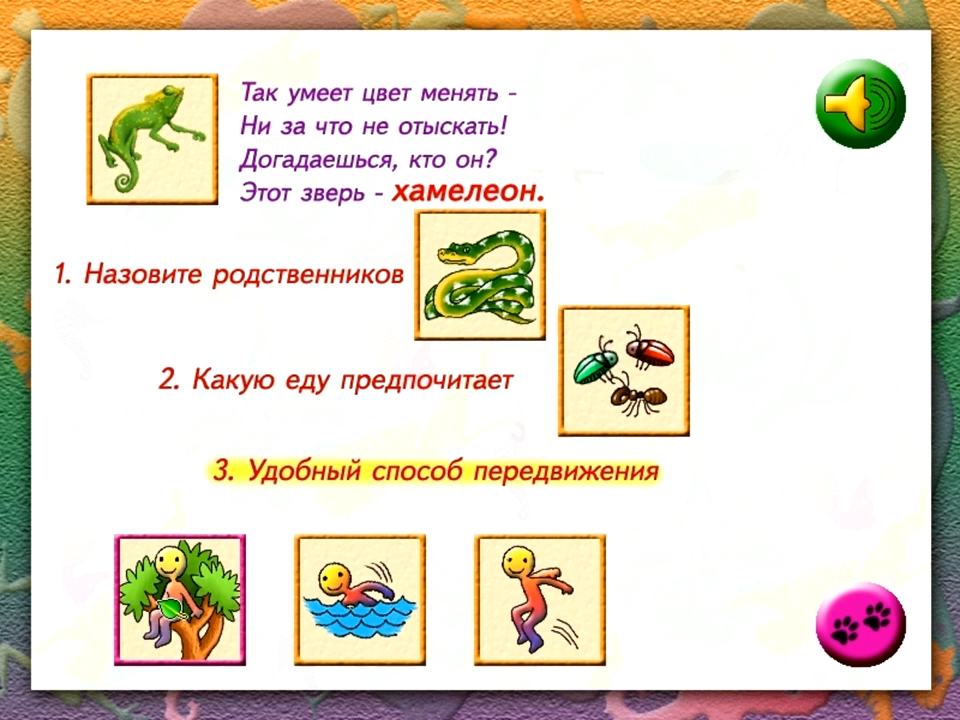 Так умеет цвет менять -
Ни за что не отыскать!
Догадаешься, кто он?
Этот зверь - хамелеон.
1. Назовите родственников
2. Какую еду предпочитает
3. Удобный способ передвижения